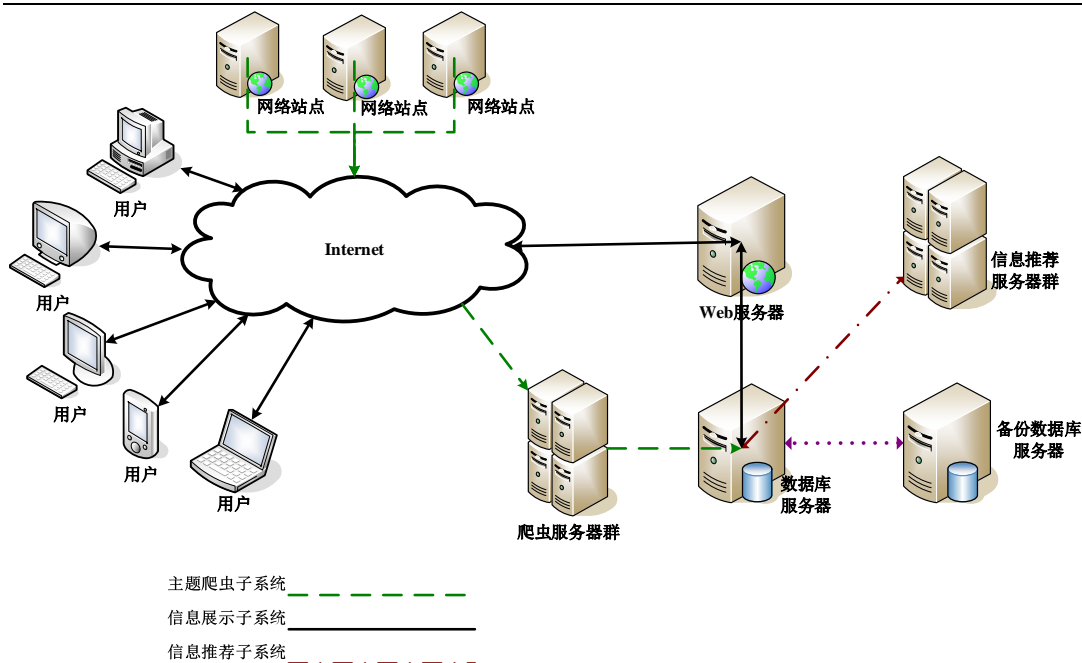 网络站点
网络站点
网络站点
用户
用户
用户
用户
用户
Internet
Web服务器
信息推荐
服务器群
爬虫服务器群
数据库
服务器
备份数据库
服务器
主题爬虫子系统
信息展示子系统
信息推荐子系统